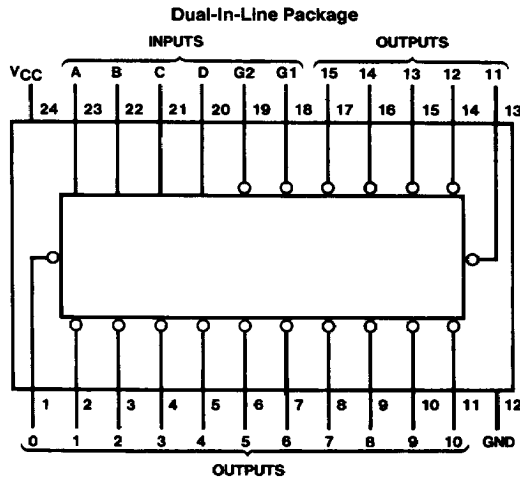 Dual-In-Line Package
INPUTS OUTPUTS
VCC A B C D G2 G1 15 14 13 12 11
24 23 22 21 20 19 18 17 16 15 14 13
1 2 3 4 5 6 7 8 9 10 11 12
0 1 2 3 4 5 6 7 8 9 10 GND
OUTPUTS